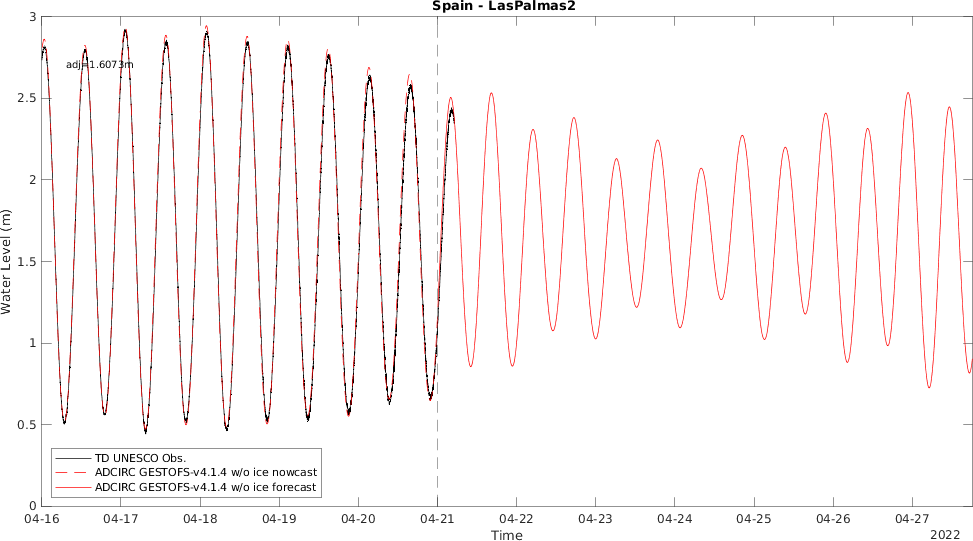 Spain - LasPalmas2
3
2.5
2
1.5
1
0.5
0
Water Level (m)
adj=1.6073m
TD UNESCO Obs.
ADCIRC GESTOFS-v4.1.4 w/o ice nowcast
ADCIRC GESTOFS-v4.1.4 w/o ice forecast
04-16 04-17 04-18 04-19 04-20 04-21 04-22 04-23 04-24 04-25 04-26 04-27
Time
2022